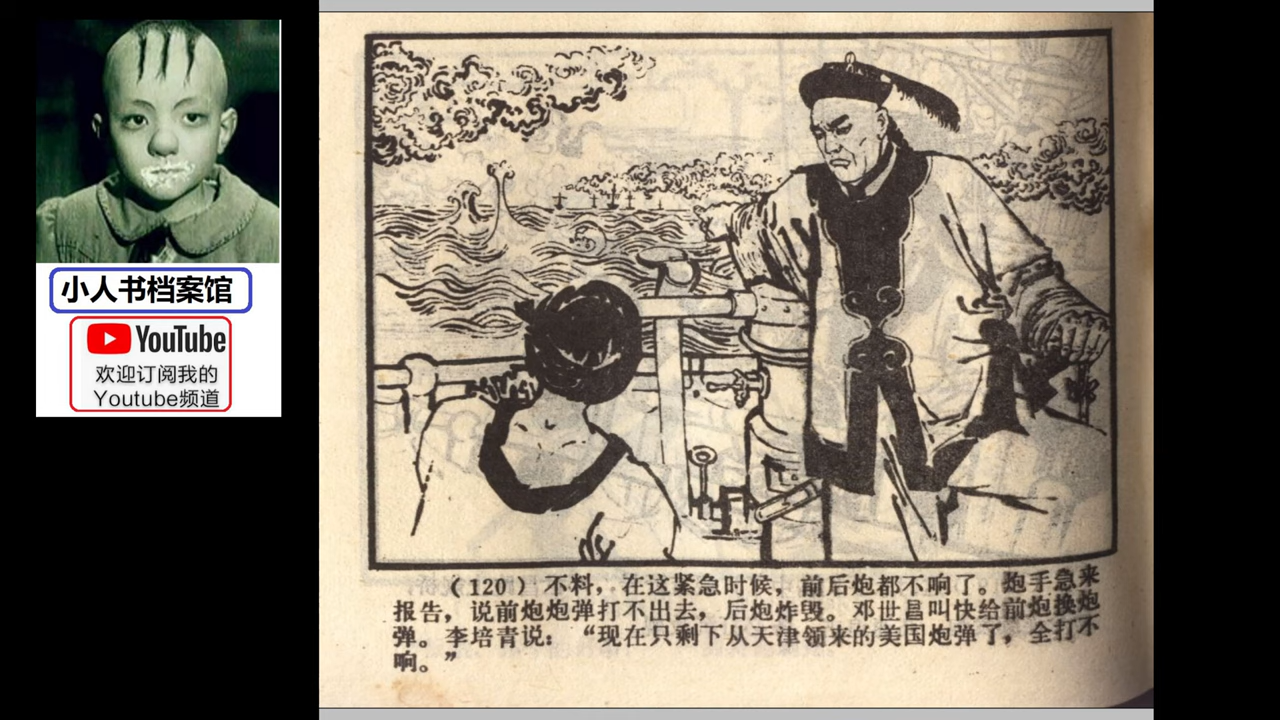 小人书档案馆
YouTube
欢迎订阅我的
Youtube频道
（120）不料，在这紧急时候，前后炮都不响了。炮手急来
报告，说前炮炮弹打不出去，后炮炸毁。邓世昌叫快给前炮换炮
弹。李培青说：“现在只剩下从天津领来的美国炮弹了，全打不
响。”